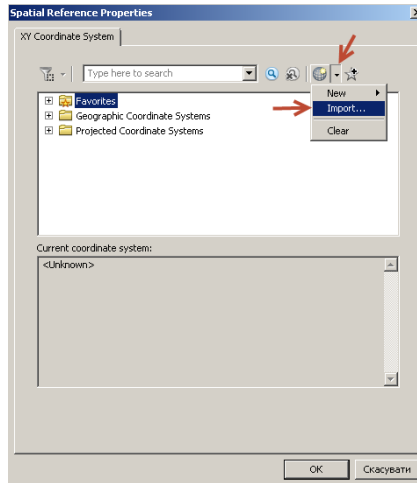 Spatial Reference Properties
XY Coordinate System
Type here to search
New
Import...
Clear
Favorites
Geographic Coordinate Systems
Projected Coordinate Systems
Current coordinate system:
<Unknown>
OK
Скасувати